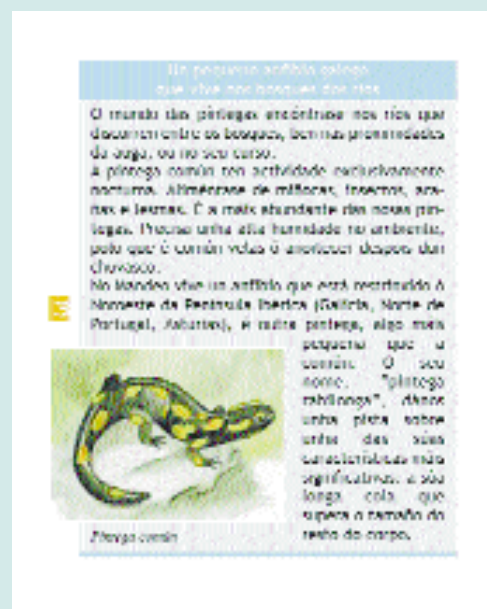 Un pequeno anfibio galego
que vive nos bosques dos ríos
O mundo das píntegas encóntrase nos ríos que
discorren entre os bosques, ben nas proximidades
da auga, ou no seu curso.
A píntega común ten actividade exclusivamente
nocturna. Aliméntase de miñocas, insectos, ara-
ñas e lesmas. É a máis abundante das nosas pín-
tegas. Precisa unha alta humidade no ambiente,
polo que é común velas ó anoitecer despois dun
chuvasco.
No Mandeo vive un anfibio que está restrinxido ó
Noroeste da Península Ibérica (Galicia, Norte de
Portugal, Asturias), é outra píntega, algo máis
pequena que a
común. O seu
nome, "píntega
rabilonga", dános
unha pista sobre
unha das súas
características máis
significativas: a súa
longa cola que
supera o tamaño do
resto do corpo.
Píntega común